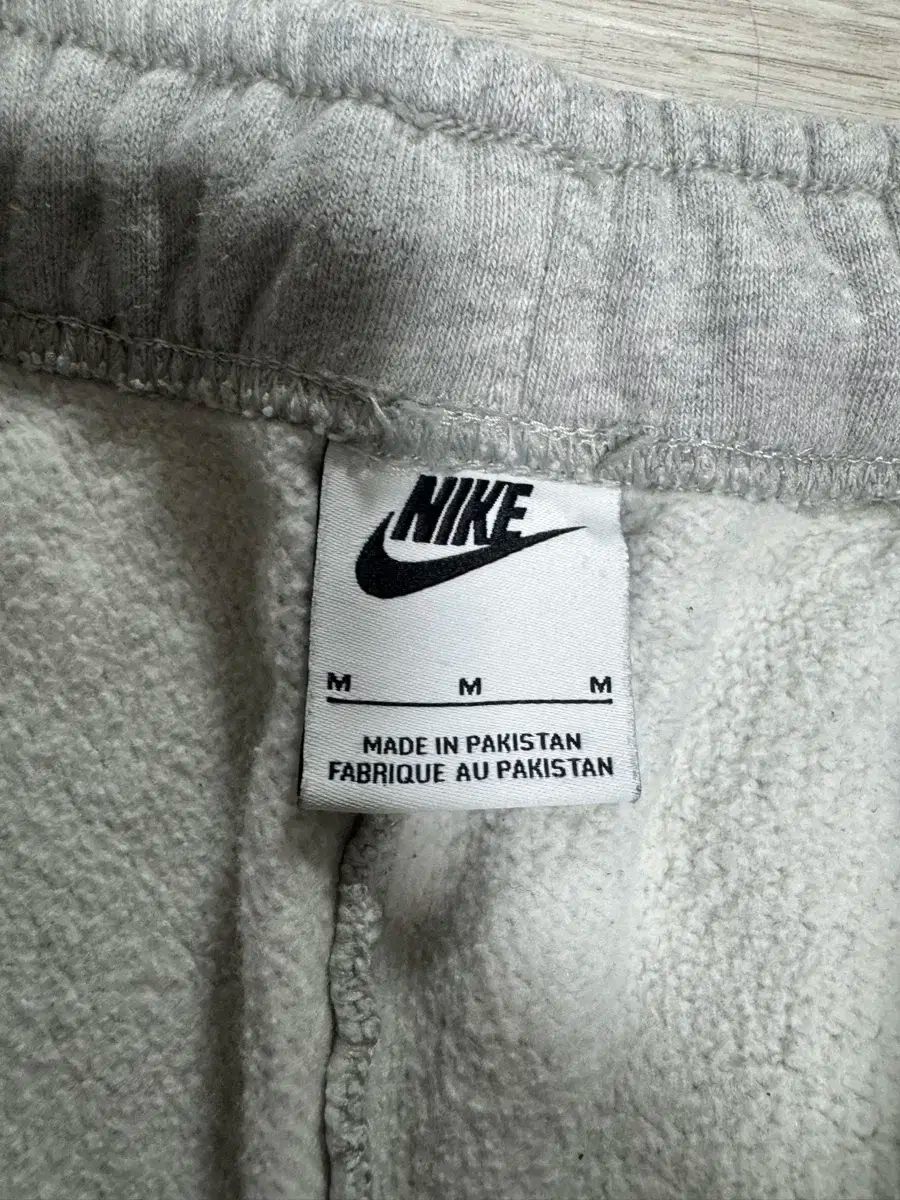 NIKE
M M M
MADE IN PAKISTAN
FABRIQUE AU PAKISTAN